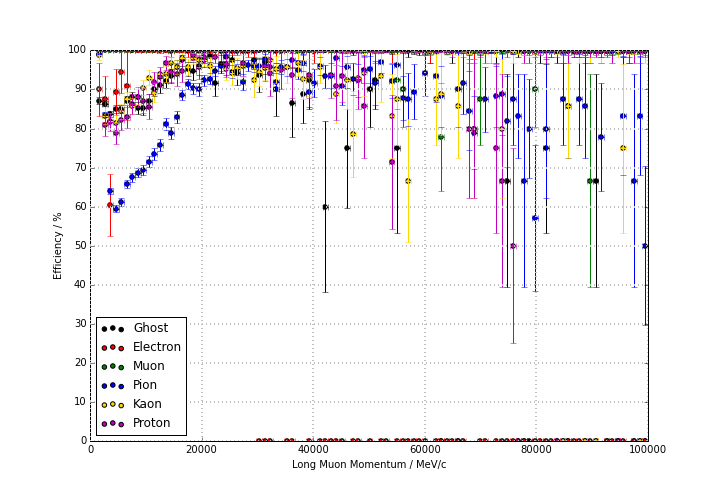 100
90
80
70
60
50
40
30
20
10
0
Efficiency / %
Ghost
Electron
Muon
Pion
Kaon
Proton
0 20000 40000 60000 80000 100000
Long Muon Momentum / MeV/c